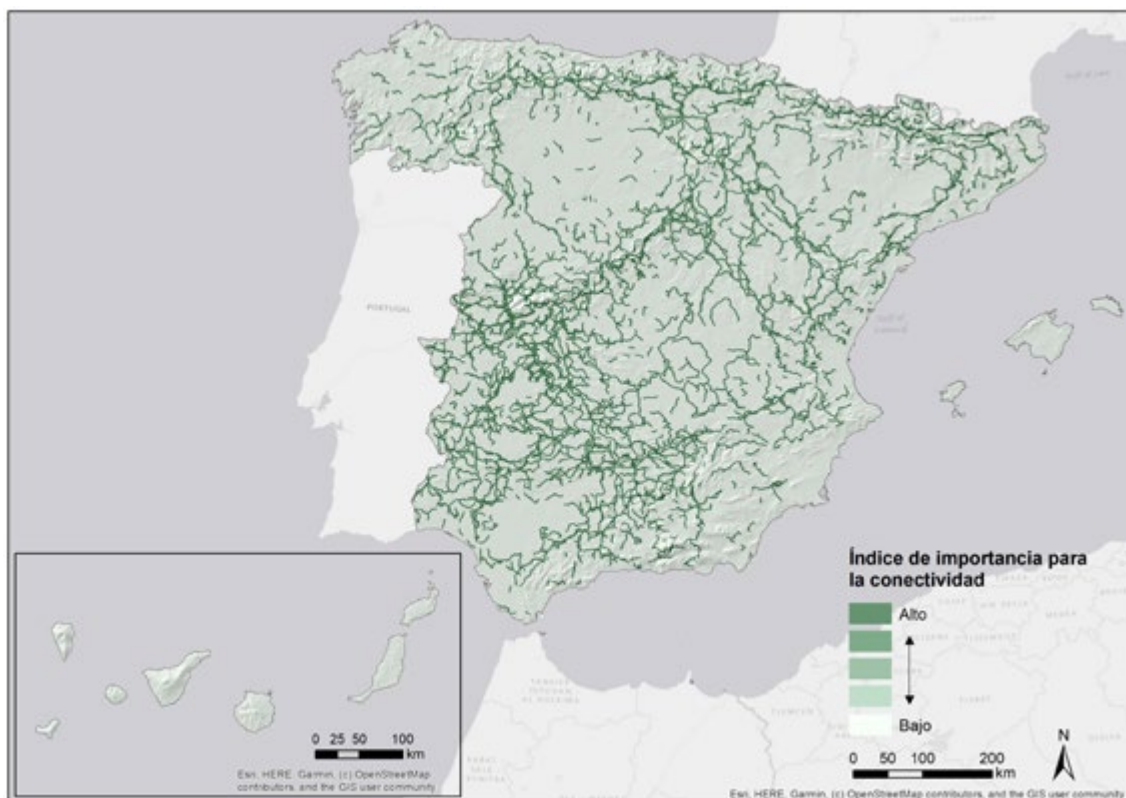 PORTUGAL
Índice de importancia para
la conectividad
Alto
Bajo
0 25 50 100
km
Esri, HERE, Garmin, (c) OpenStreetMap
contributors, and the GIS user community
N
0 50 100 200
km
Esri, HERE, Garmin, (c) OpenStreetMap contributors, and the GIS user community